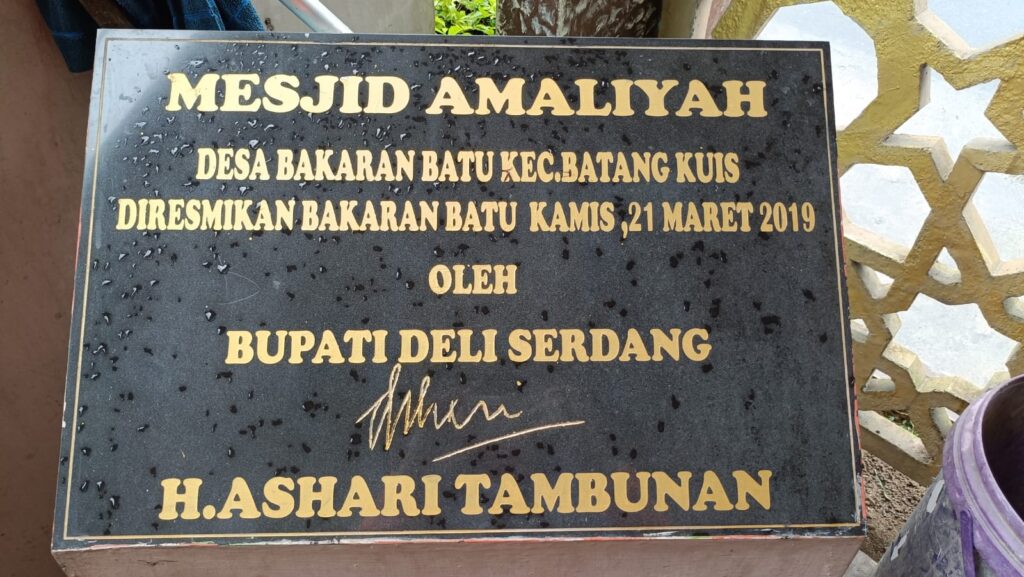 MESJID AMALIYAH
DESA BAKARAN BATU KEC.BATANG KUIS
DIRESMIKAN BAKARAN BATU KAMIS ,21 MARET 2019
OLEH
BUPATI DELI SERDANG
H.ASHARI TAMBUNAN